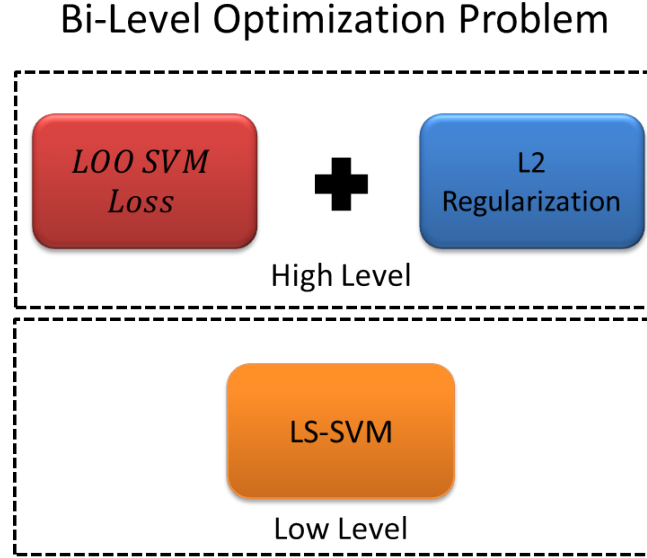 Bi-Level Optimization Problem
LOO SVM
Loss
L2
Regularization
High Level
LS-SVM
Low Level